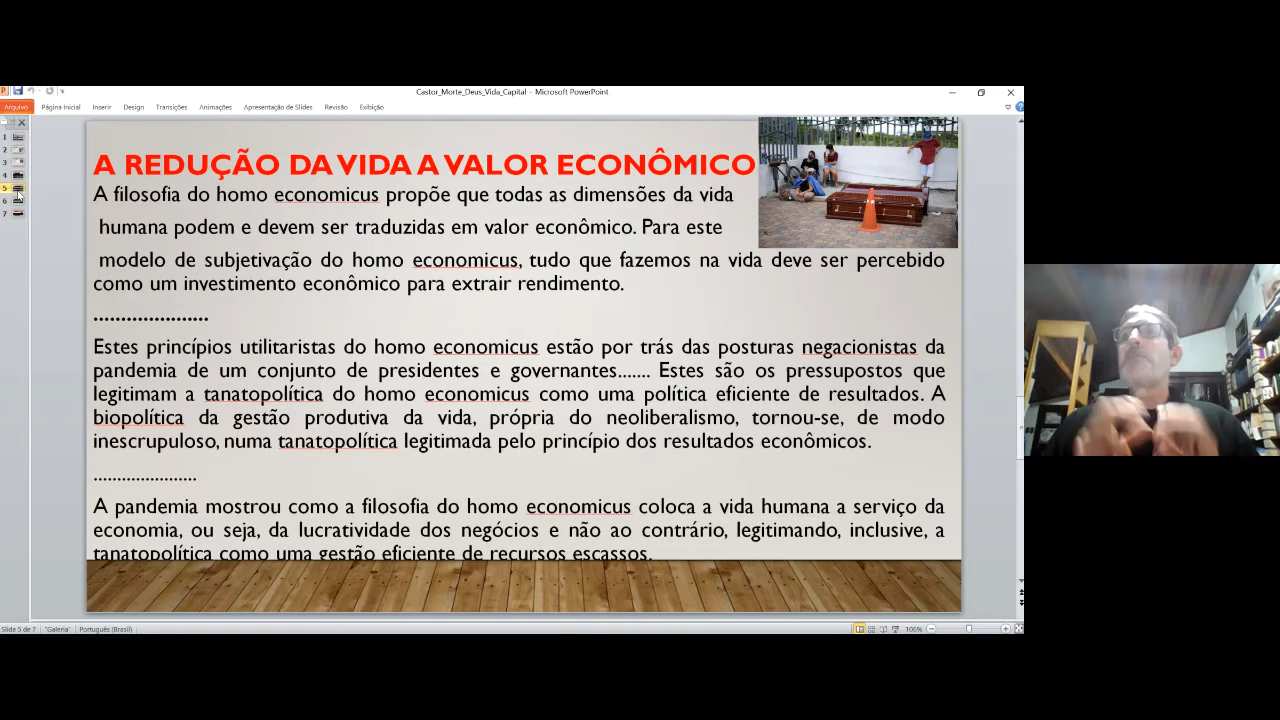 Castor_Morte_Deus_Vida_Capital – Microsoft PowerPoint
Arquivo Página Inicial Inserir Design Transições Animações Apresentação de Slides Revisão Exibição
1
2
3
4
5
6
7
A REDUÇÃO DA VIDA A VALOR ECONÔMICO
A filosofia do homo economicus propõe que todas as dimensões da vida
humana podem e devem ser traduzidas em valor econômico. Para este
modelo de subjetivação do homo economicus, tudo que fazemos na vida deve ser percebido
como um investimento econômico para extrair rendimento.
.....................
Estes princípios utilitaristas do homo economicus estão por trás das posturas negacionistas da
pandemia de um conjunto de presidentes e governantes....... Estes são os pressupostos que
legitimam a tanatopolítica do homo economicus como uma política eficiente de resultados. A
biopolítica da gestão produtiva da vida, própria do neoliberalismo, tornou-se, de modo
inescrupuloso, numa tanatopolítica legitimada pelo princípio dos resultados econômicos.
......................
A pandemia mostrou como a filosofia do homo economicus coloca a vida humana a serviço da
economia, ou seja, da lucratividade dos negócios e não ao contrário, legitimando, inclusive, a
tanatopolítica como uma gestão eficiente de recursos escassos.
Slide 5 de 7 "Galeria" Português (Brasil) 106%